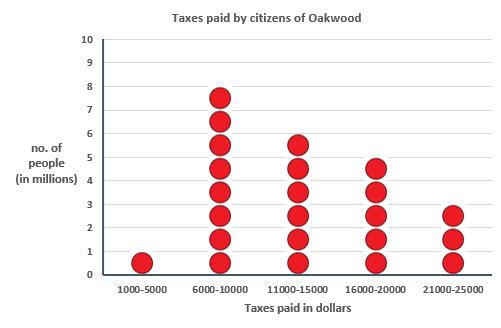 Taxes paid by citizens of Oakwood
10
9
8
7
6
5
4
3
2
1
0
no. of
people
(in millions)
1000-5000 6000-10000 11000-15000 16000-20000 21000-25000
Taxes paid in dollars